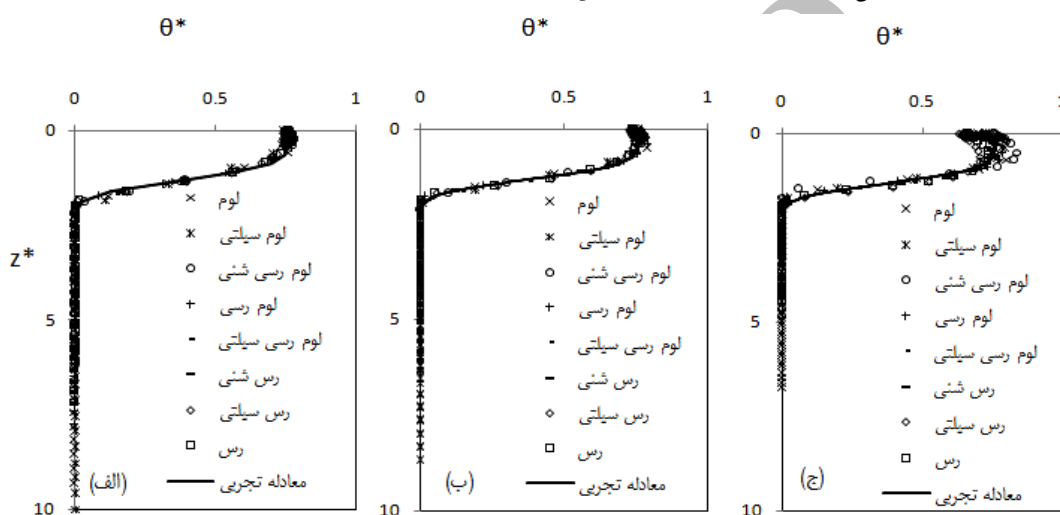 θ*
0 0.5 1
0
z*
5
10
لوم
لوم سیلتی
لوم رسی شنی
لوم رسی
لوم رسی سیلتی
رس شنی
رس سیلتی
رس
معادله تجربی
(الف)
θ*
0 0.5 1
0
5
10
لوم
لوم سیلتی
لوم رسی شنی
لوم رسی
لوم رسی سیلتی
رس شنی
رس سیلتی
رس
معادله تجربی
(ب)
θ*
0 0.5 1
0
5
10
لوم
لوم سیلتی
لوم رسی شنی
لوم رسی
لوم رسی سیلتی
رس شنی
رس سیلتی
رس
معادله تجربی
(ج)